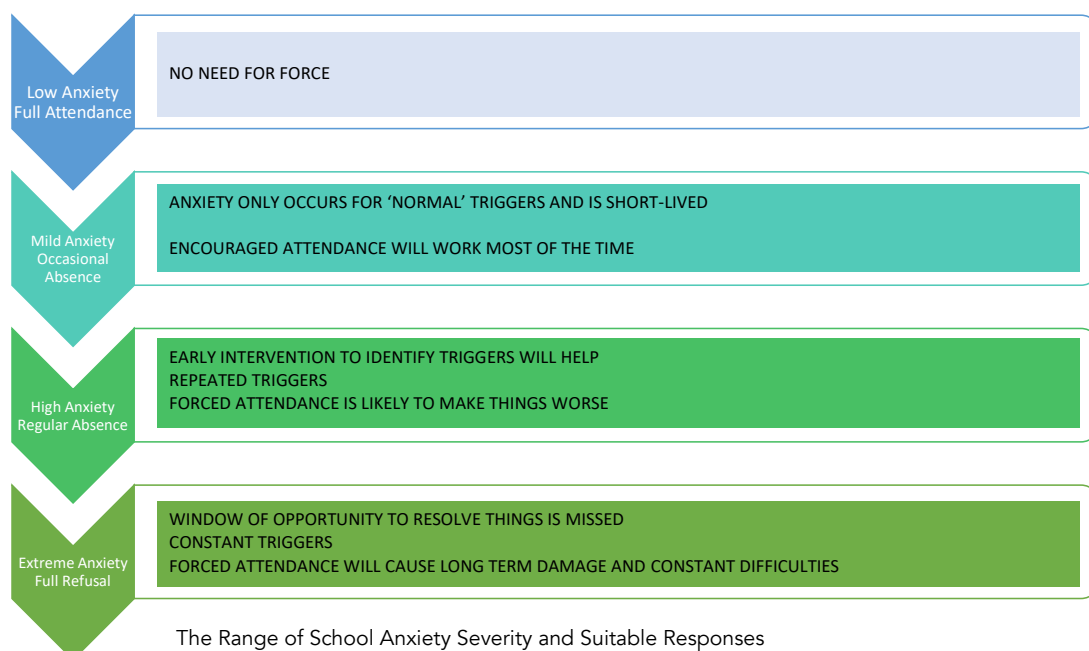 Low Anxiety
Full Attendance
NO NEED FOR FORCE
Mild Anxiety
Occasional
Absence
ANXIETY ONLY OCCURS FOR ‘NORMAL’ TRIGGERS AND IS SHORT-LIVED
ENCOURAGED ATTENDANCE WILL WORK MOST OF THE TIME
High Anxiety
Regular Absence
EARLY INTERVENTION TO IDENTIFY TRIGGERS WILL HELP
REPEATED TRIGGERS
FORCED ATTENDANCE IS LIKELY TO MAKE THINGS WORSE
Extreme Anxiety
Full Refusal
WINDOW OF OPPORTUNITY TO RESOLVE THINGS IS MISSED
CONSTANT TRIGGERS
FORCED ATTENDANCE WILL CAUSE LONG TERM DAMAGE AND CONSTANT DIFFICULTIES
The Range of School Anxiety Severity and Suitable Responses